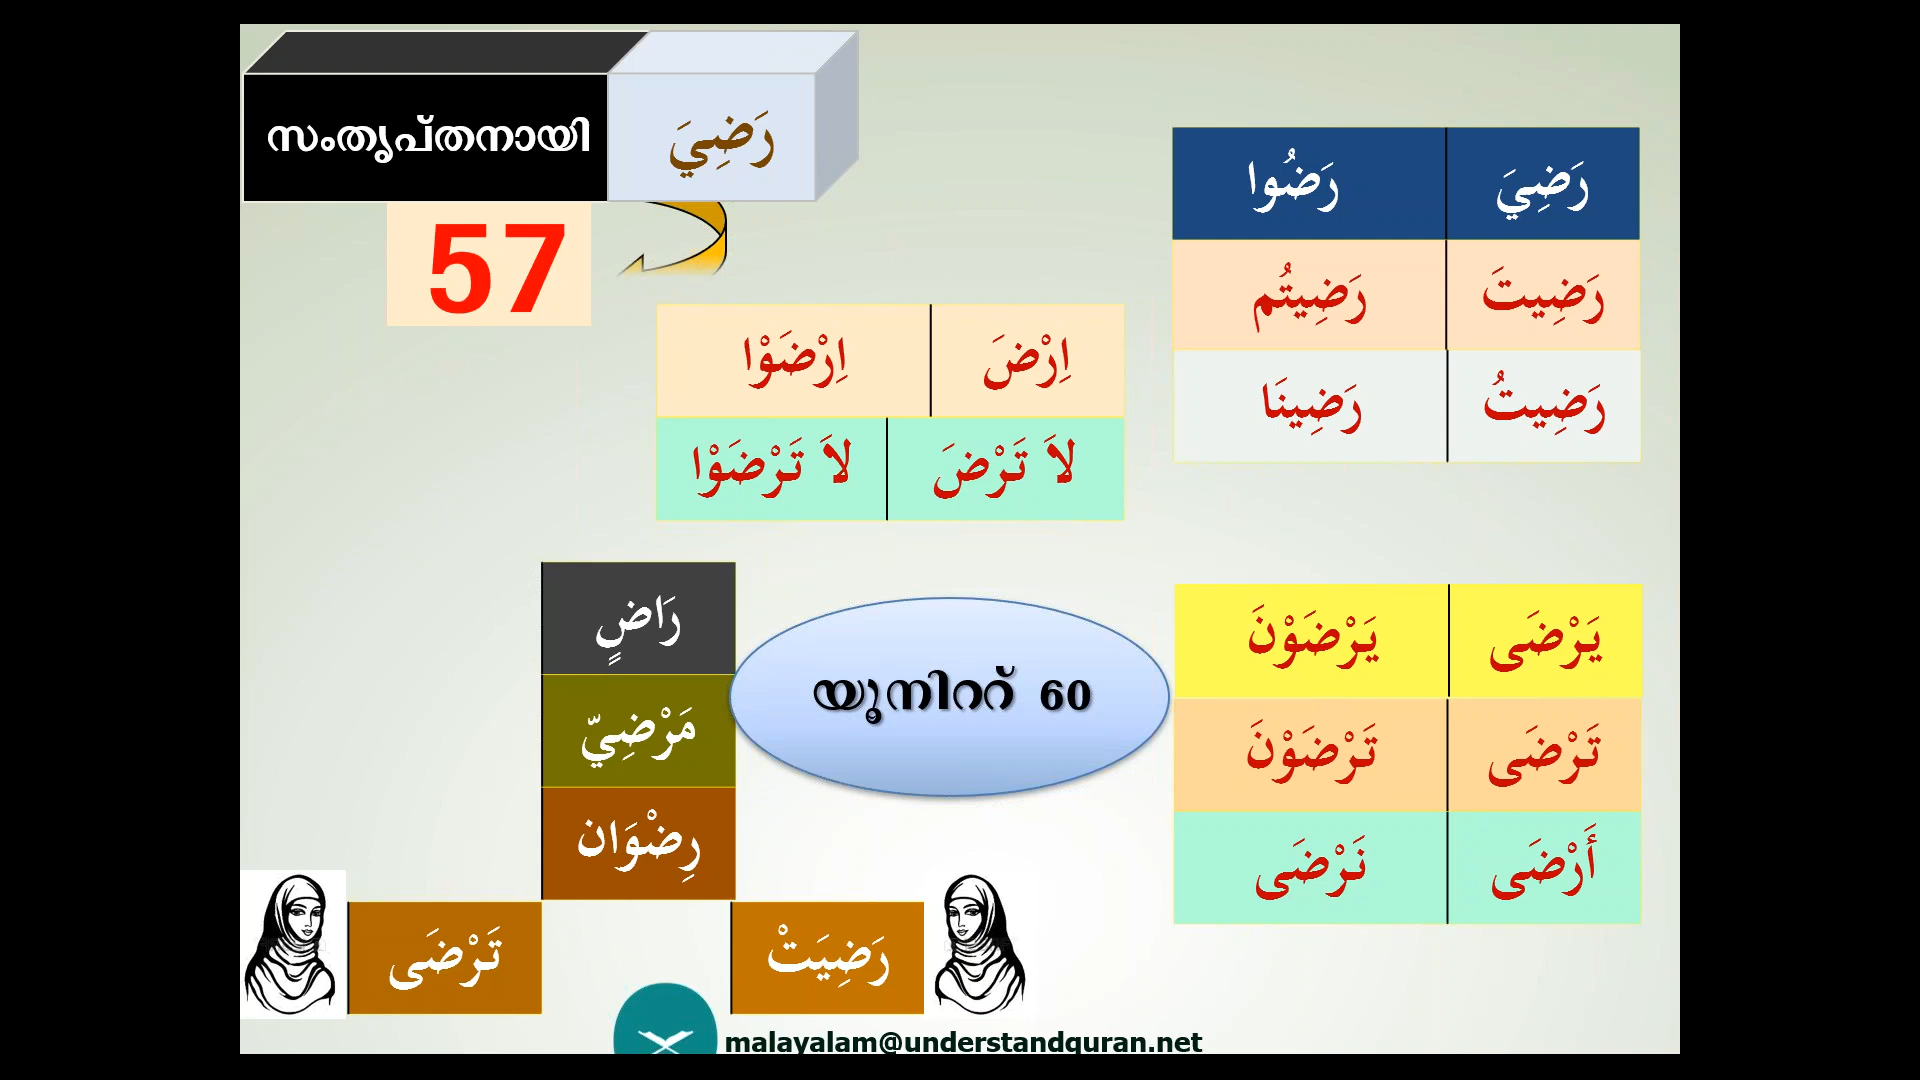 സംതൃപ്തനായി رَضِيَ
57
رَضِيَ رَضُوا
رَضِيتَ رَضِيتُم
رَضِيتُ رَضِينَا
اِرْضَ اِرْضَوْا
لاَ تَرْضَ لاَ تَرْضَوْا
رَاضٍ
مَرْضِيّ
رِضْوَان
യൂനിററ് 60
يَرْضَى يَرْضَوْنَ
تَرْضَى تَرْضَوْنَ
أَرْضَى نَرْضَى
رَضِيَتْ تَرْضَى
malayalam@understandquran.net